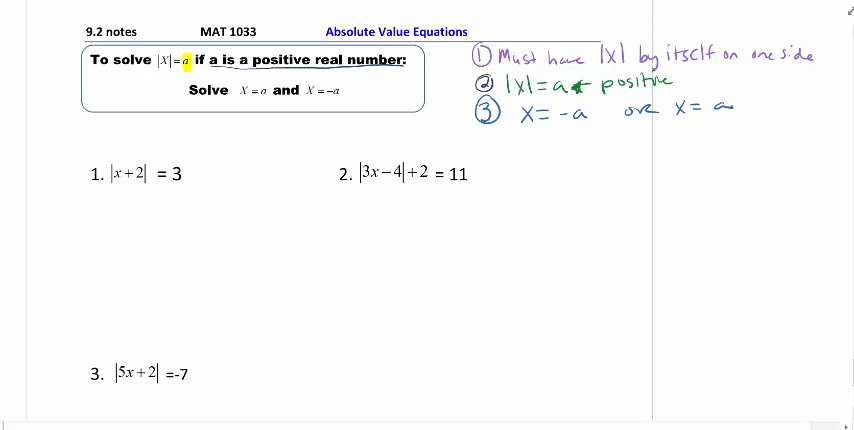 9.2 notes MAT 1033 Absolute Value Equations
To solve |X| = a if a is a positive real number:
Solve X = a and X = -a
① Must have |X| by itself on one side
② |X| = a ← positive
③ X = -a or X = a
1. |x + 2| = 3
2. |3x - 4| + 2 = 11
3. |5x + 2| =-7